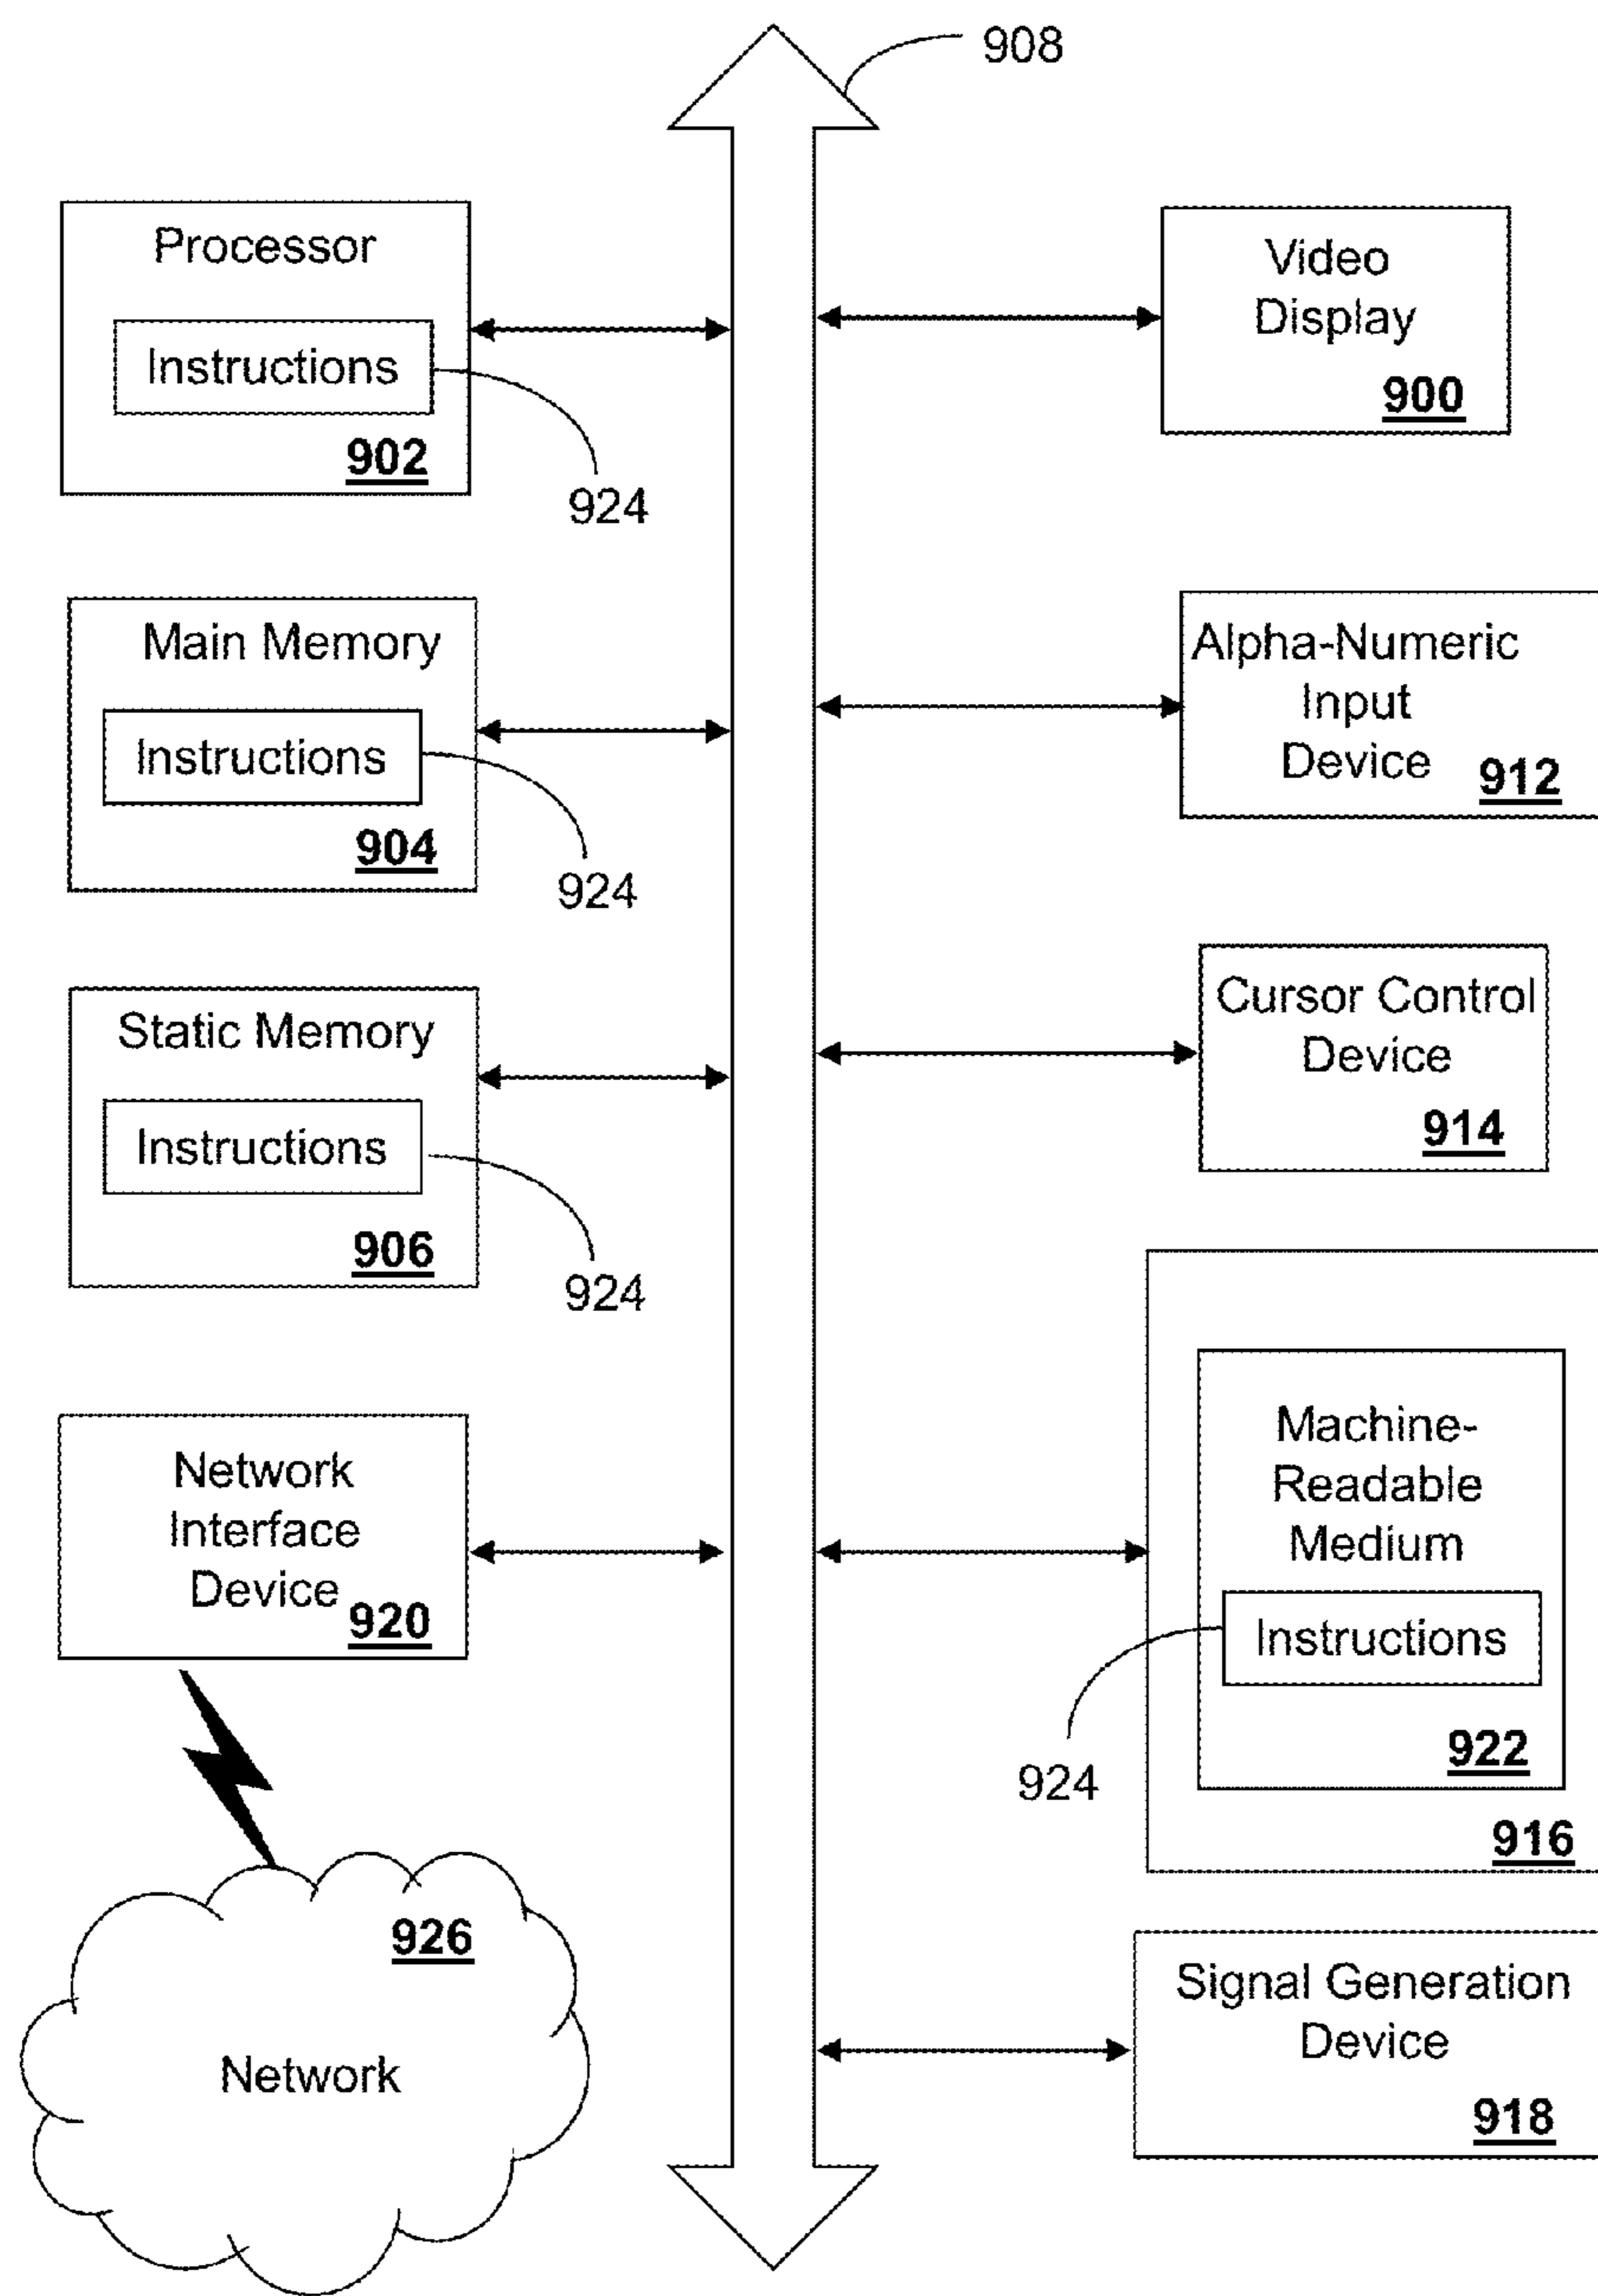 908
Processor
Instructions
902
924
Main Memory
Instructions
904
924
Static Memory
Instructions
906
924
Network
Interface
Device
920
926
Network
Video
Display
900
Alpha-Numeric
Input
Device
912
Cursor Control
Device
914
Machine-
Readable
Medium
Instructions
922
924
916
Signal Generation
Device
918